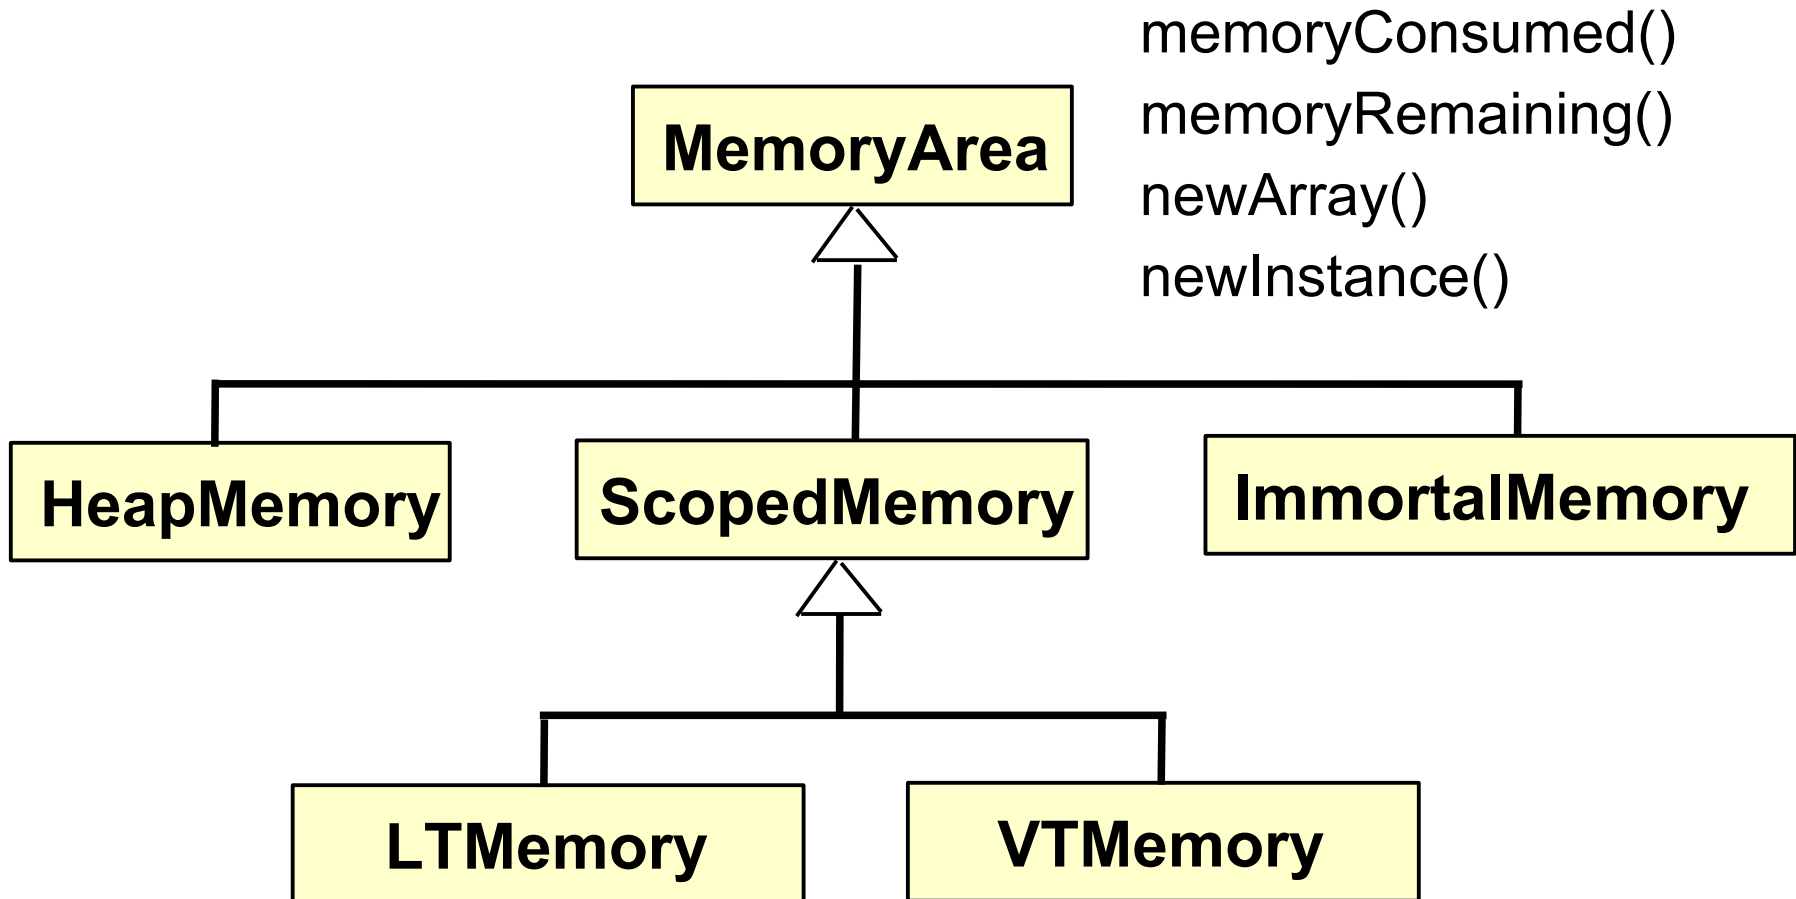 memoryConsumed()
MemoryArea
memoryRemaining()
newArray()
newInstance()
HeapMemory
ScopedMemory
ImmortalMemory
LTMemory
VTMemory